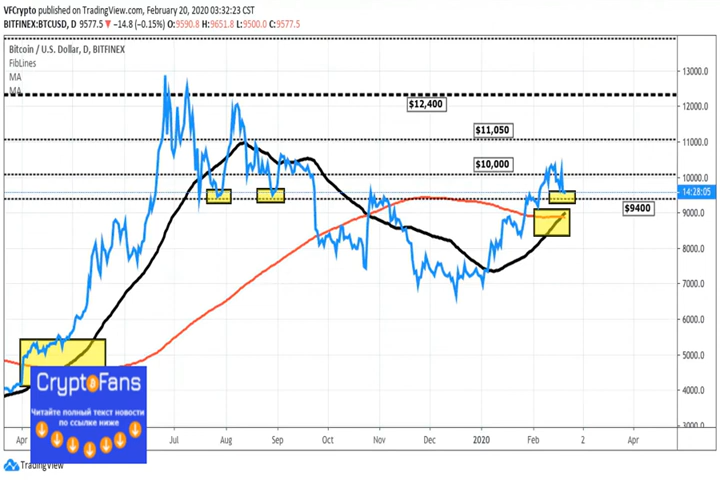 VFCrypto published on TradingView.com, February 20, 2020 03:32:23 CST
BITFINEX:BTCUSD, D 9577.5 ▼ −14.8 (−0.15%) O:9590.8 H:9651.8 L:9500.0 C:9577.5
Bitcoin / U.S. Dollar, D, BITFINEX
FibLines
MA
MA
13000.0
$12,400
12000.0
$11,050
11000.0
$10,000
10000.0
14:28:05
$9400
9000.0
8000.0
7000.0
6000.0
5000.0
4000.0
3000.0
CryptoFans
Читайте полный текст новости
по ссылке ниже
Apr
Jul
Aug
Sep
Oct
Nov
Dec
2020
Feb
2
Apr
TradingView